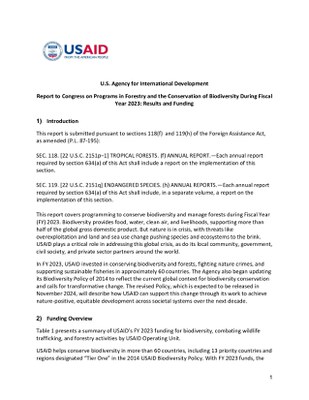 USAID
FROM THE AMERICAN PEOPLE
U.S. Agency for International Development
Report to Congress on Programs in Forestry and the Conservation of Biodiversity During Fiscal
Year 2023: Results and Funding
1) Introduction
This report is submitted pursuant to sections 118(f) and 119(h) of the Foreign Assistance Act,
as amended (P.L. 87-195):
SEC. 118. [22 U.S.C. 2151p–1] TROPICAL FORESTS. (f) ANNUAL REPORT.—Each annual report
required by section 634(a) of this Act shall include a report on the implementation of this
section.
SEC. 119. [22 U.S.C. 2151q] ENDANGERED SPECIES. (h) ANNUAL REPORTS.—Each annual report
required by section 634(a) of this Act shall include, in a separate volume, a report on the
implementation of this section.
This report covers programming to conserve biodiversity and manage forests during Fiscal Year
(FY) 2023. Biodiversity provides food, water, clean air, and livelihoods, supporting more than
half of the global gross domestic product. But nature is in crisis, with threats like
overexploitation and land and sea use change pushing species and ecosystems to the brink.
USAID plays a critical role in addressing this global crisis, as do its local community, government,
civil society, and private sector partners around the world.
In FY 2023, USAID invested in conserving biodiversity and forests, fighting nature crimes, and
supporting sustainable fisheries in approximately 60 countries. The Agency also began updating
its Biodiversity Policy of 2014 to reflect the current global context for biodiversity conservation
and calls for transformative change. The revised Policy, which is expected to be released in
November 2024, will describe how USAID can support this change through its work to achieve
nature-positive, equitable development across societal systems over the next decade.
2) Funding Overview
Table 1 presents a summary of USAID's FY 2023 funding for biodiversity, combating wildlife
trafficking, and forestry activities by USAID Operating Unit.
USAID helps conserve biodiversity in more than 60 countries, including 13 priority countries and
regions designated "Tier One" in the 2014 USAID Biodiversity Policy. With FY 2023 funds, the